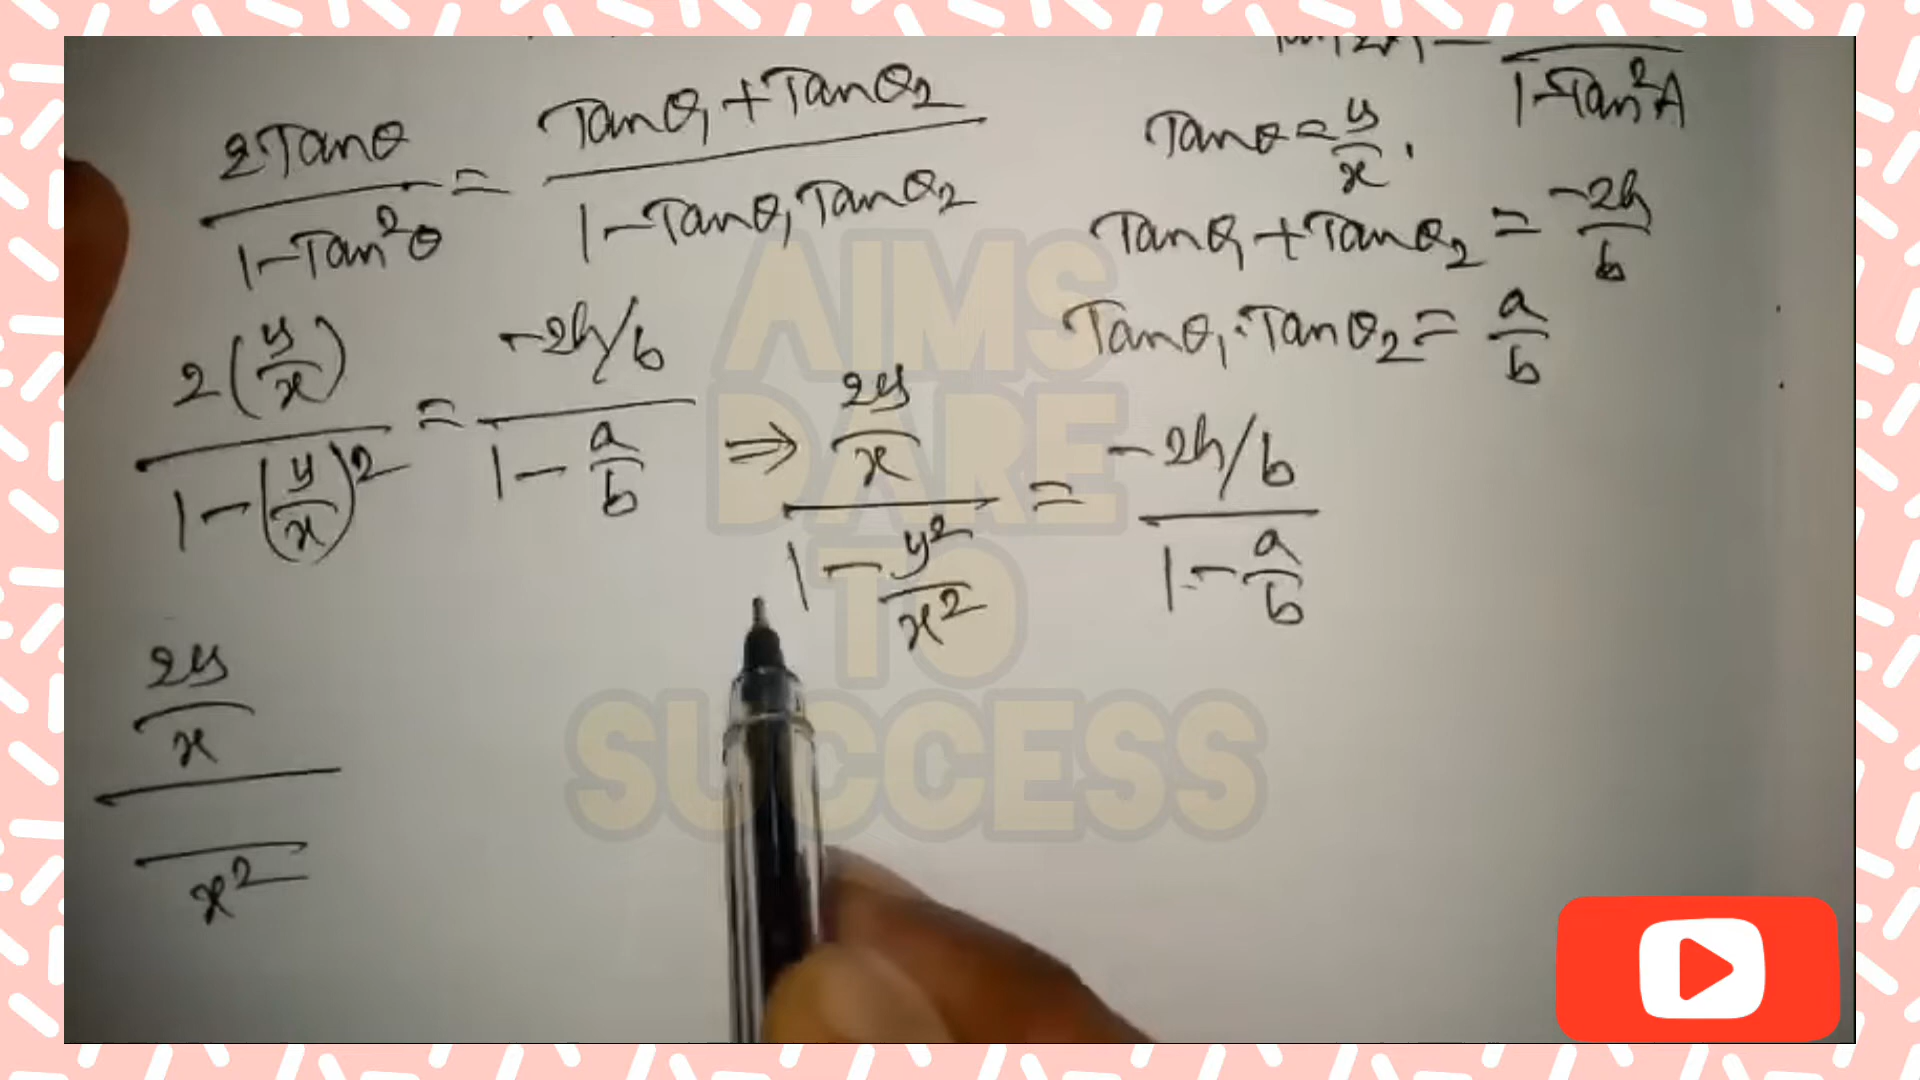 Tan2A = 
1-Tan²A
2Tanθ / 1-Tan²θ = Tanθ₁+Tanθ₂ / 1-Tanθ₁Tanθ₂
Tanθ = y/x .
Tanθ₁+Tanθ₂ = -2h/b
Tanθ₁.Tanθ₂ = a/b
2(y/x) / 1-(y/x)² = -2h/b / 1-a/b ⇒ 2y/x / 1-y²/x² = -2h/b / 1-a/b
2y/x
x²
AIMS
DARE
TO
SUCCESS